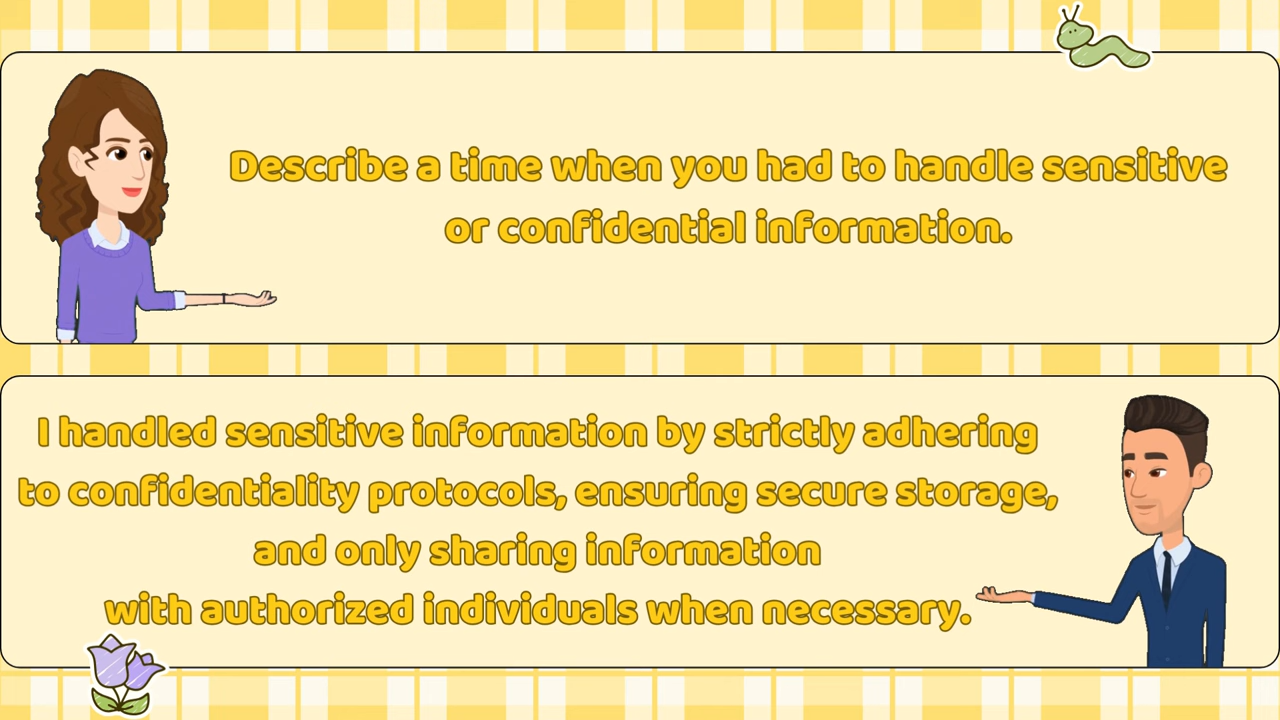 Describe a time when you had to handle sensitive
or confidential information.
I handled sensitive information by strictly adhering
to confidentiality protocols, ensuring secure storage,
and only sharing information
with authorized individuals when necessary.